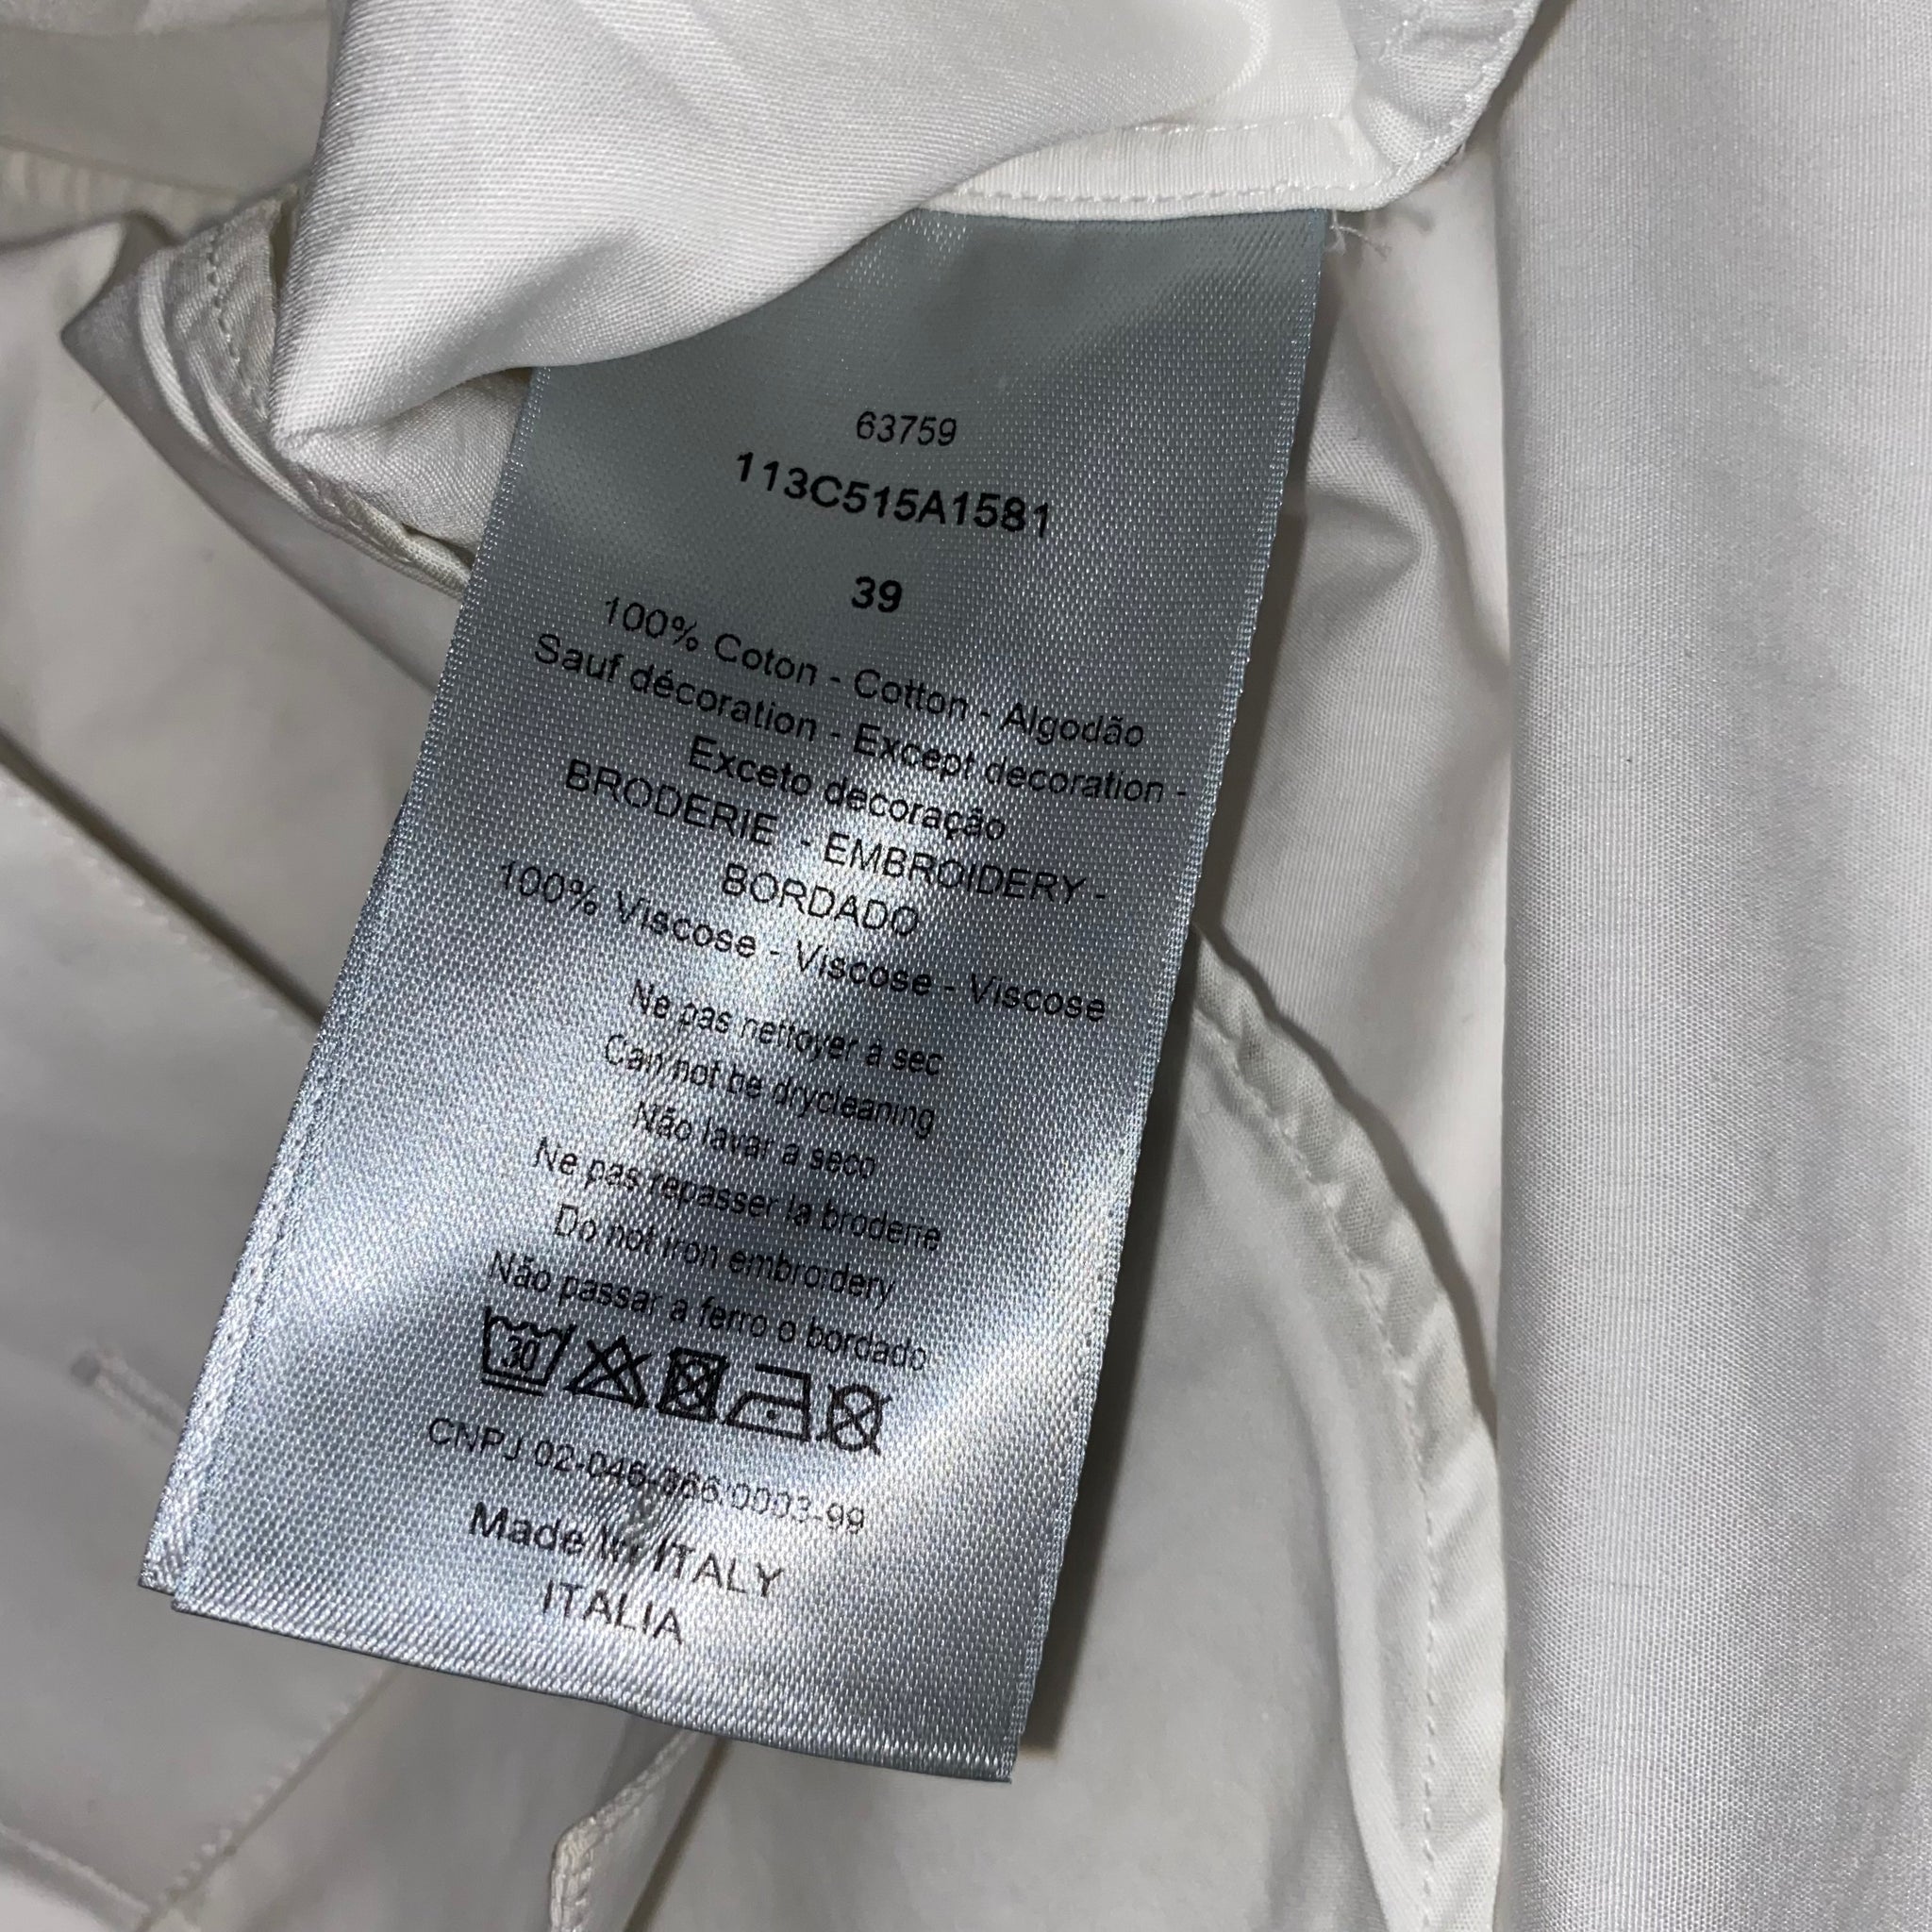 63759
113C515A1581
39
100% Coton - Cotton - Algodão
Sauf décoration - Except decoration -
Exceto decoração
BRODERIE - EMBROIDERY -
BORDADO
100% Viscose - Viscose - Viscose
Ne pas nettoyer a sec
Can not be drycleaning
Não lavar a seco
Ne pas repasser la broderie
Do not iron embroidery
Não passar a ferro o bordado
30
CNPJ 02-046-366/0003-99
Made In ITALY
ITALIA